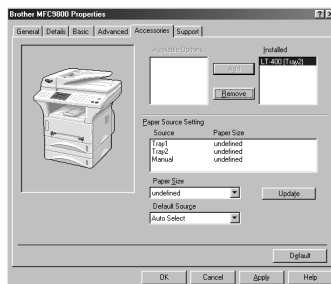 Brother MFC9800 Properties
General Details Basic Advanced Accessories Support
Available Options
Installed
LT-400 (Tray2)
Add
Remove
Paper Source Setting
Source Paper Size
Tray1 undefined
Tray2 undefined
Manual undefined
Paper Size
undefined
Update
Default Source
Auto Select
Default
OK Cancel Apply Help